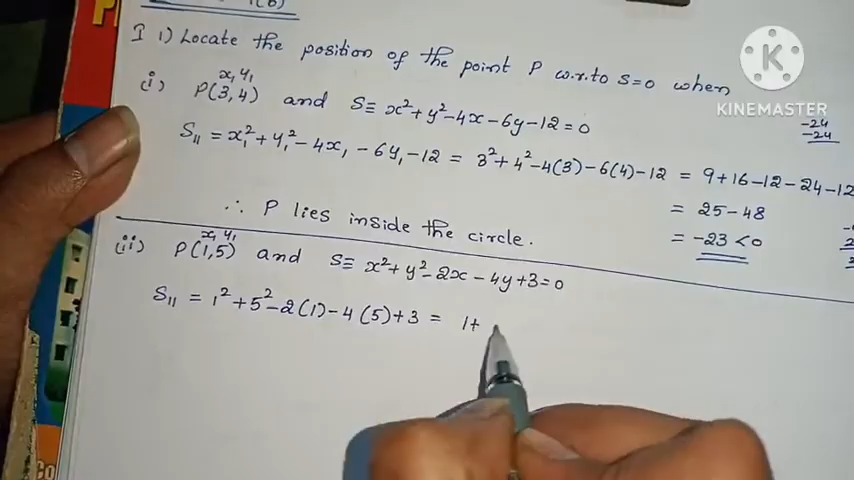 I 1) Locate the position of the point P w.r.to S=0 when
KINEMASTER
x₁ y₁
(i) P(3,4) and S≡ x²+y²-4x-6y-12=0
-24
-24
S₁₁ = x₁²+y₁²-4x₁-6y₁-12 = 3²+4²-4(3)-6(4)-12 = 9+16-12-24-12
= 25-48
∴ P lies inside the circle.
= -23 <0
x₁ y₁
(ii) P(1,5) and S≡ x²+y²-2x-4y+3=0
S₁₁ = 1²+5²-2(1)-4(5)+3 = 1+